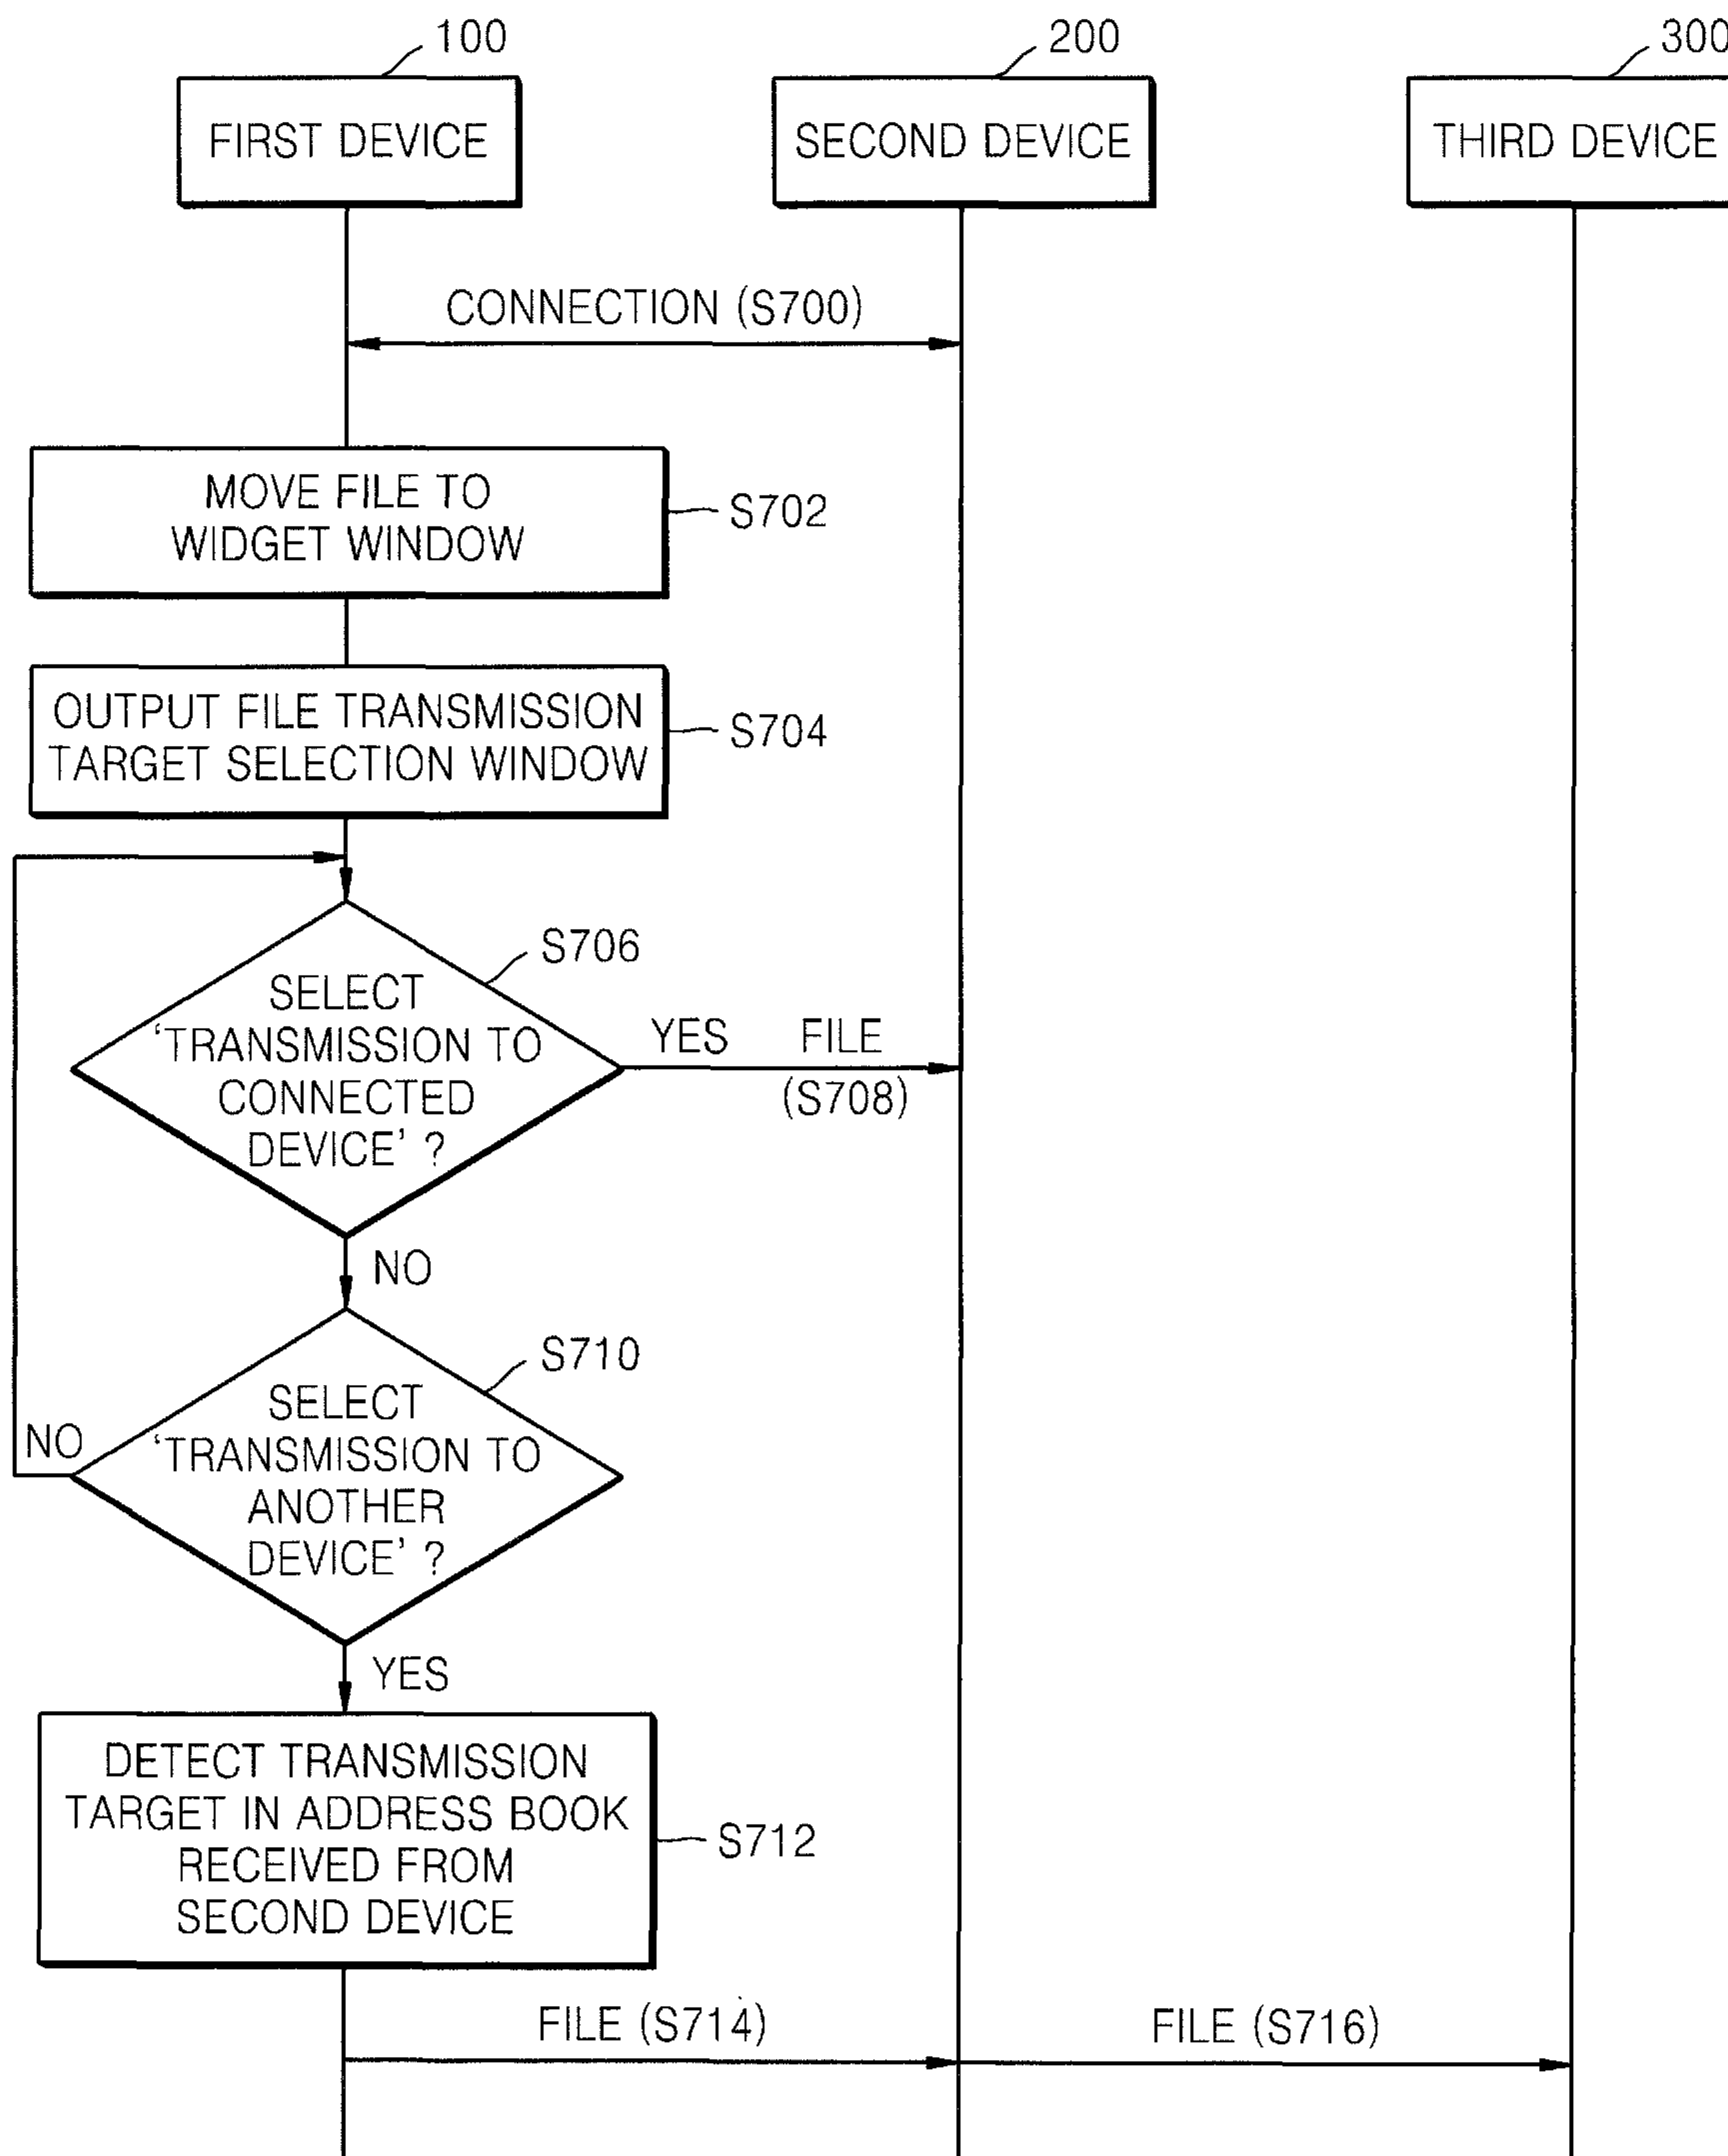 100
200
300
FIRST DEVICE
SECOND DEVICE
THIRD DEVICE
CONNECTION (S700)
MOVE FILE TO
WIDGET WINDOW
S702
OUTPUT FILE TRANSMISSION
TARGET SELECTION WINDOW
S704
S706
SELECT
‘TRANSMISSION TO
CONNECTED
DEVICE’ ?
YES
FILE
(S708)
NO
S710
SELECT
‘TRANSMISSION TO
ANOTHER
DEVICE’ ?
NO
YES
DETECT TRANSMISSION
TARGET IN ADDRESS BOOK
RECEIVED FROM
SECOND DEVICE
S712
FILE (S714)
FILE (S716)